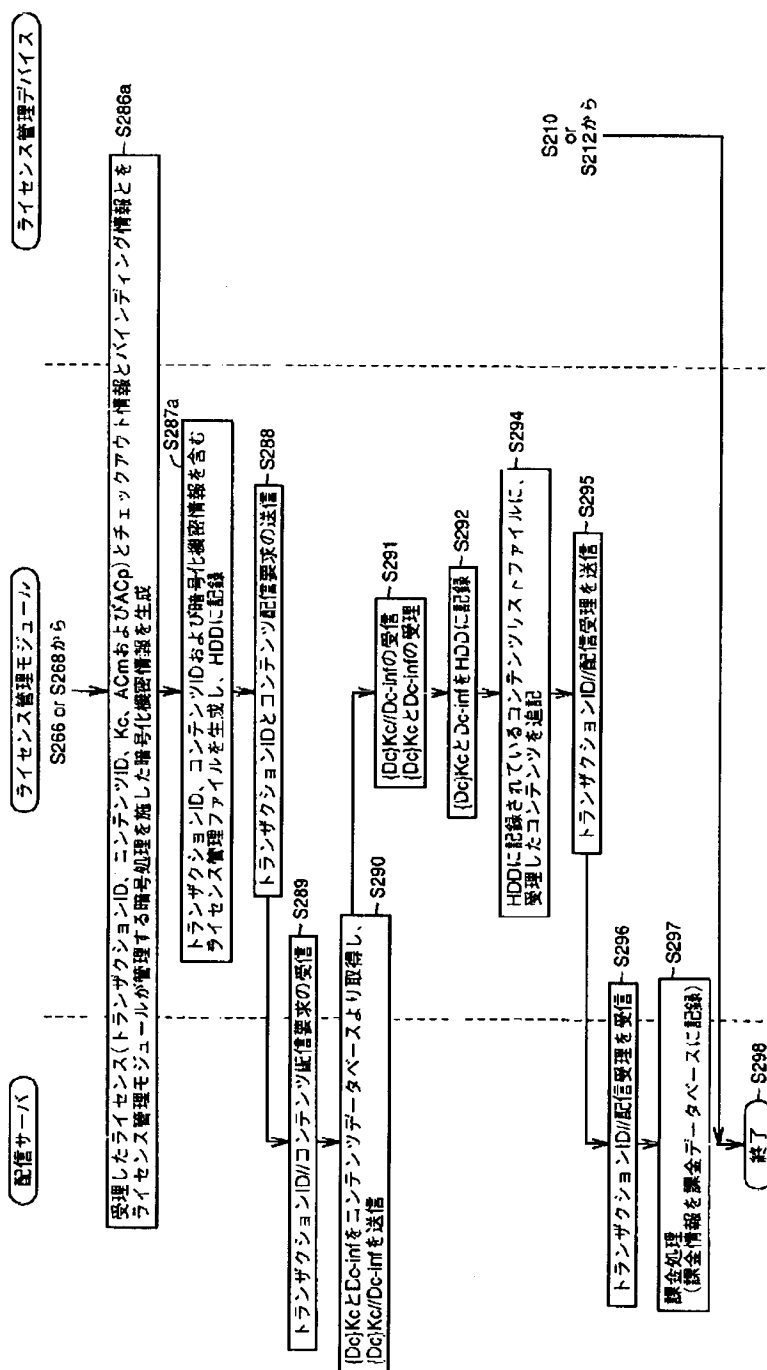 配信サーバ
ライセンス管理モジュール
ライセンス管理デバイス
S266 or S268から
受理したライセンス(トランザクションID、コンテンツID、Kc、ACmおよびACp)とチェックアウト情報とバインディング情報とを
ライセンス管理モジュールが管理する暗号処理を施した暗号化機密情報を生成
S286a
トランザクションID、コンテンツIDおよび暗号化機密情報を含む
ライセンス管理ファイルを生成し、HDDに記録
S287a
トランザクションIDとコンテンツ配信要求の送信
S288
トランザクションID//コンテンツ配信要求の受信
S289
{Dc}KcとDc-infをコンテンツデータベースより取得し、
{Dc}Kc//Dc-infを送信
S290
{Dc}Kc//Dc-infの受信
{Dc}KcとDc-infの受理
S291
{Dc}KcとDc-infをHDDに記録
S292
HDDに記録されているコンテンツリストファイルに、
受理したコンテンツを追記
S294
トランザクションID//配信受理を送信
S295
トランザクションID//配信受理を受信
S296
課金処理
(課金情報を課金データベースに記録)
S297
S210
or
S212から
終了
S298